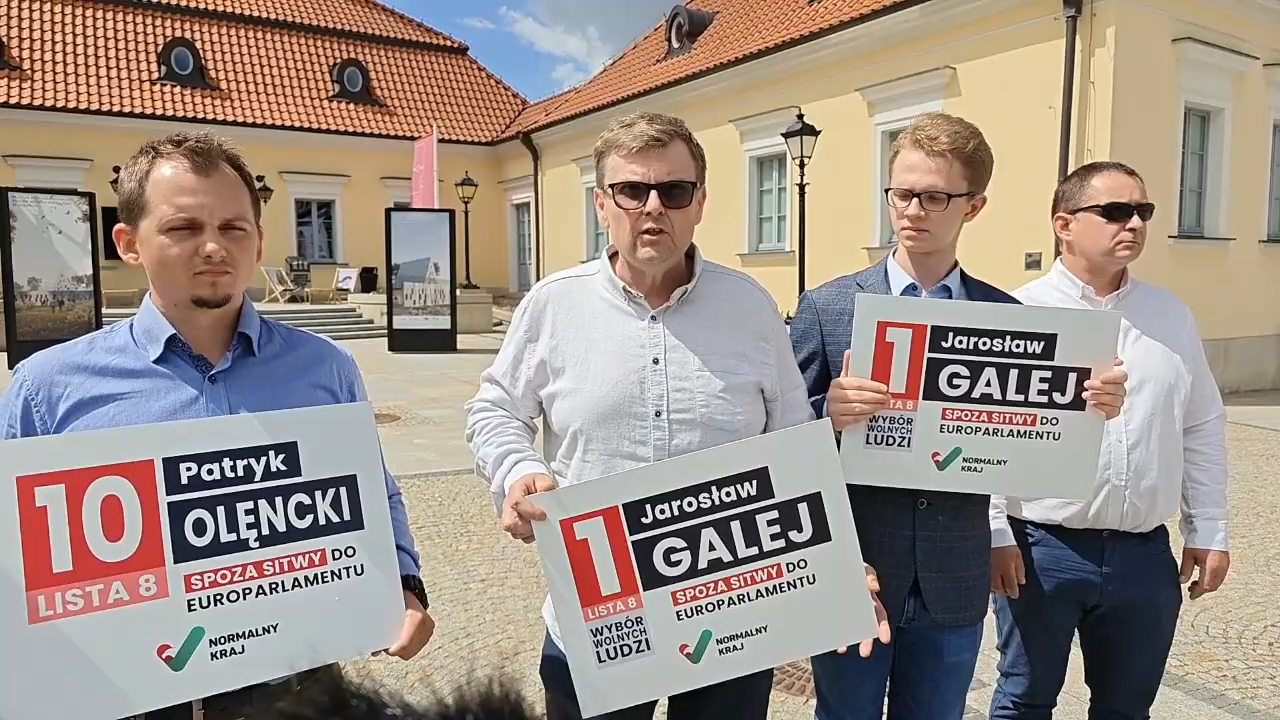 10
LISTA 8
Patryk
OLĘNCKI
SPOZA SITWY DO
EUROPARLAMENTU
NORMALNY
KRAJ
1
LISTA 8
WYBÓR
WOLNYCH
LUDZI
Jarosław
GALEJ
SPOZA SITWY DO
EUROPARLAMENTU
NORMALNY
KRAJ
1
LISTA 8
WYBÓR
WOLNYCH
LUDZI
Jarosław
GALEJ
SPOZA SITWY DO
EUROPARLAMENTU
NORMALNY
KRAJ